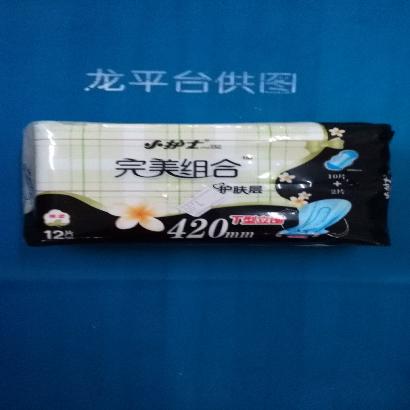 龙平台供图
小护士
完美组合
护肤层
10片
+
2片
420mm
12片